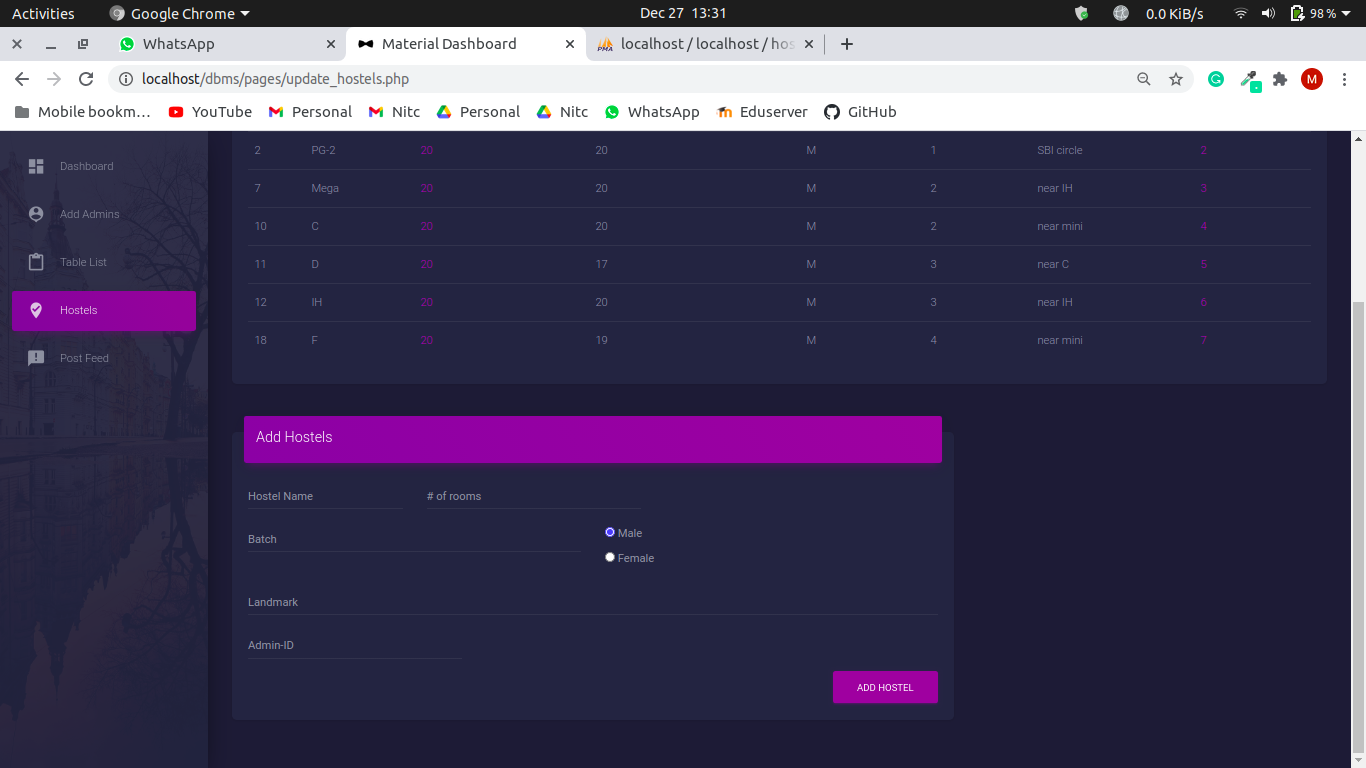 Activities Google Chrome Dec 27 13:31 0.0 KiB/s 98 %
WhatsApp Material Dashboard localhost / localhost / hos
localhost/dbms/pages/update_hostels.php M
Mobile bookm… YouTube Personal Nitc Personal Nitc WhatsApp Eduserver GitHub
Dashboard
Add Admins
Table List
Hostels
Post Feed
2 PG-2 20 20 M 1 SBI circle 2
7 Mega 20 20 M 2 near IH 3
10 C 20 20 M 2 near mini 4
11 D 20 17 M 3 near C 5
12 IH 20 20 M 3 near IH 6
18 F 20 19 M 4 near mini 7
Add Hostels
Hostel Name # of rooms
Batch Male
Female
Landmark
Admin-ID
ADD HOSTEL